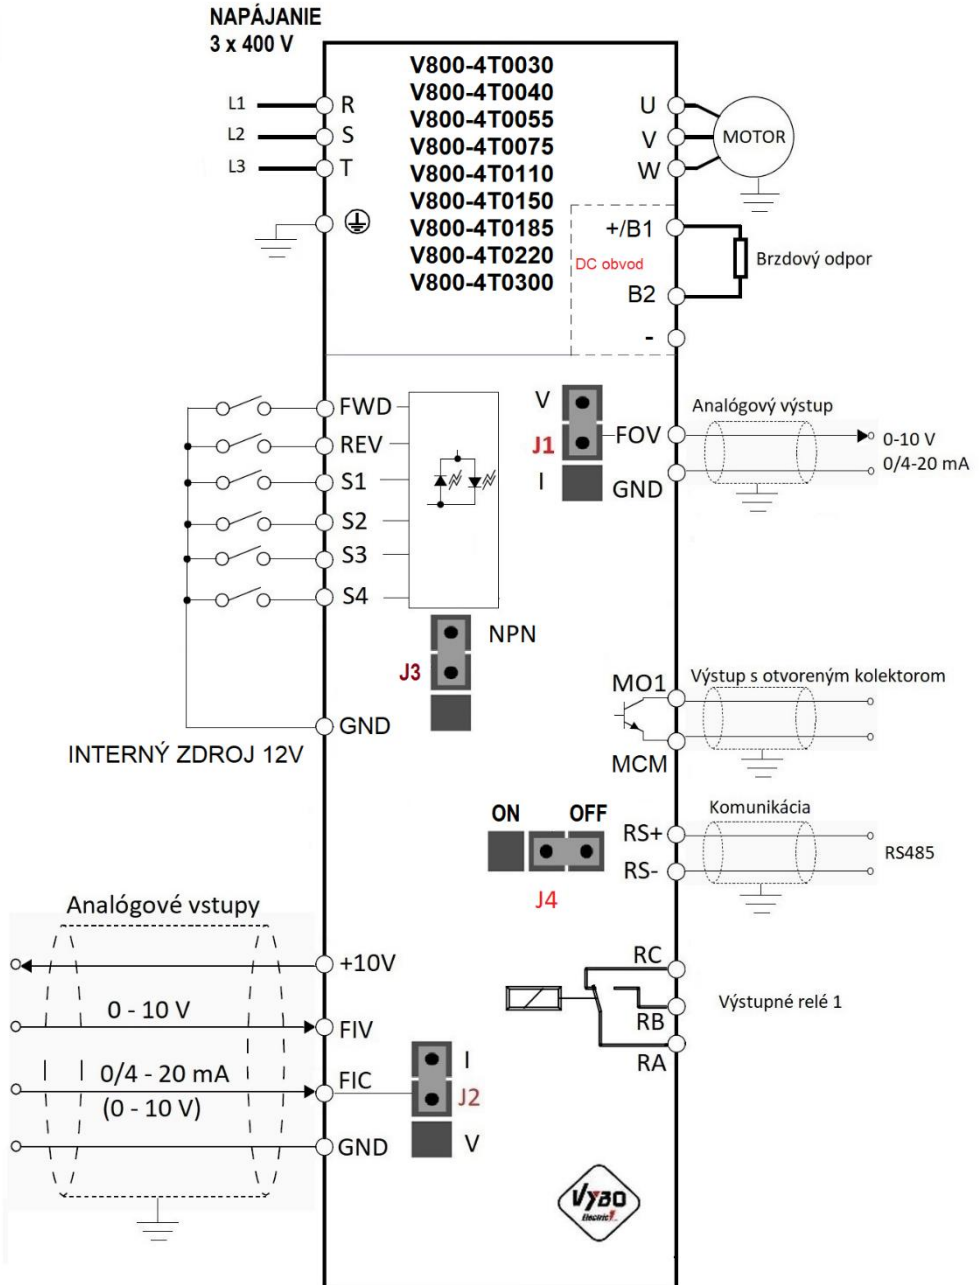 NAPÁJANIE
3 x 400 V
V800-4T0030
V800-4T0040
V800-4T0055
V800-4T0075
V800-4T0110
V800-4T0150
V800-4T0185
V800-4T0220
V800-4T0300
L1 R
L2 S
L3 T
U
V
W
MOTOR
+/B1
DC obvod
B2
-
Brzdový odpor
FWD
REV
S1
S2
S3
S4
V
J1
I
FOV
GND
Analógový výstup
0-10 V
0/4-20 mA
NPN
J3
GND
INTERNÝ ZDROJ 12V
MO1
MCM
Výstup s otvoreným kolektorom
ON OFF
J4
RS+
RS-
Komunikácia
RS485
Analógové vstupy
+10V
0 - 10 V
FIV
0/4 - 20 mA
(0 - 10 V)
FIC
GND
I
J2
V
RC
RB
RA
Výstupné relé 1
VYBO
Electric